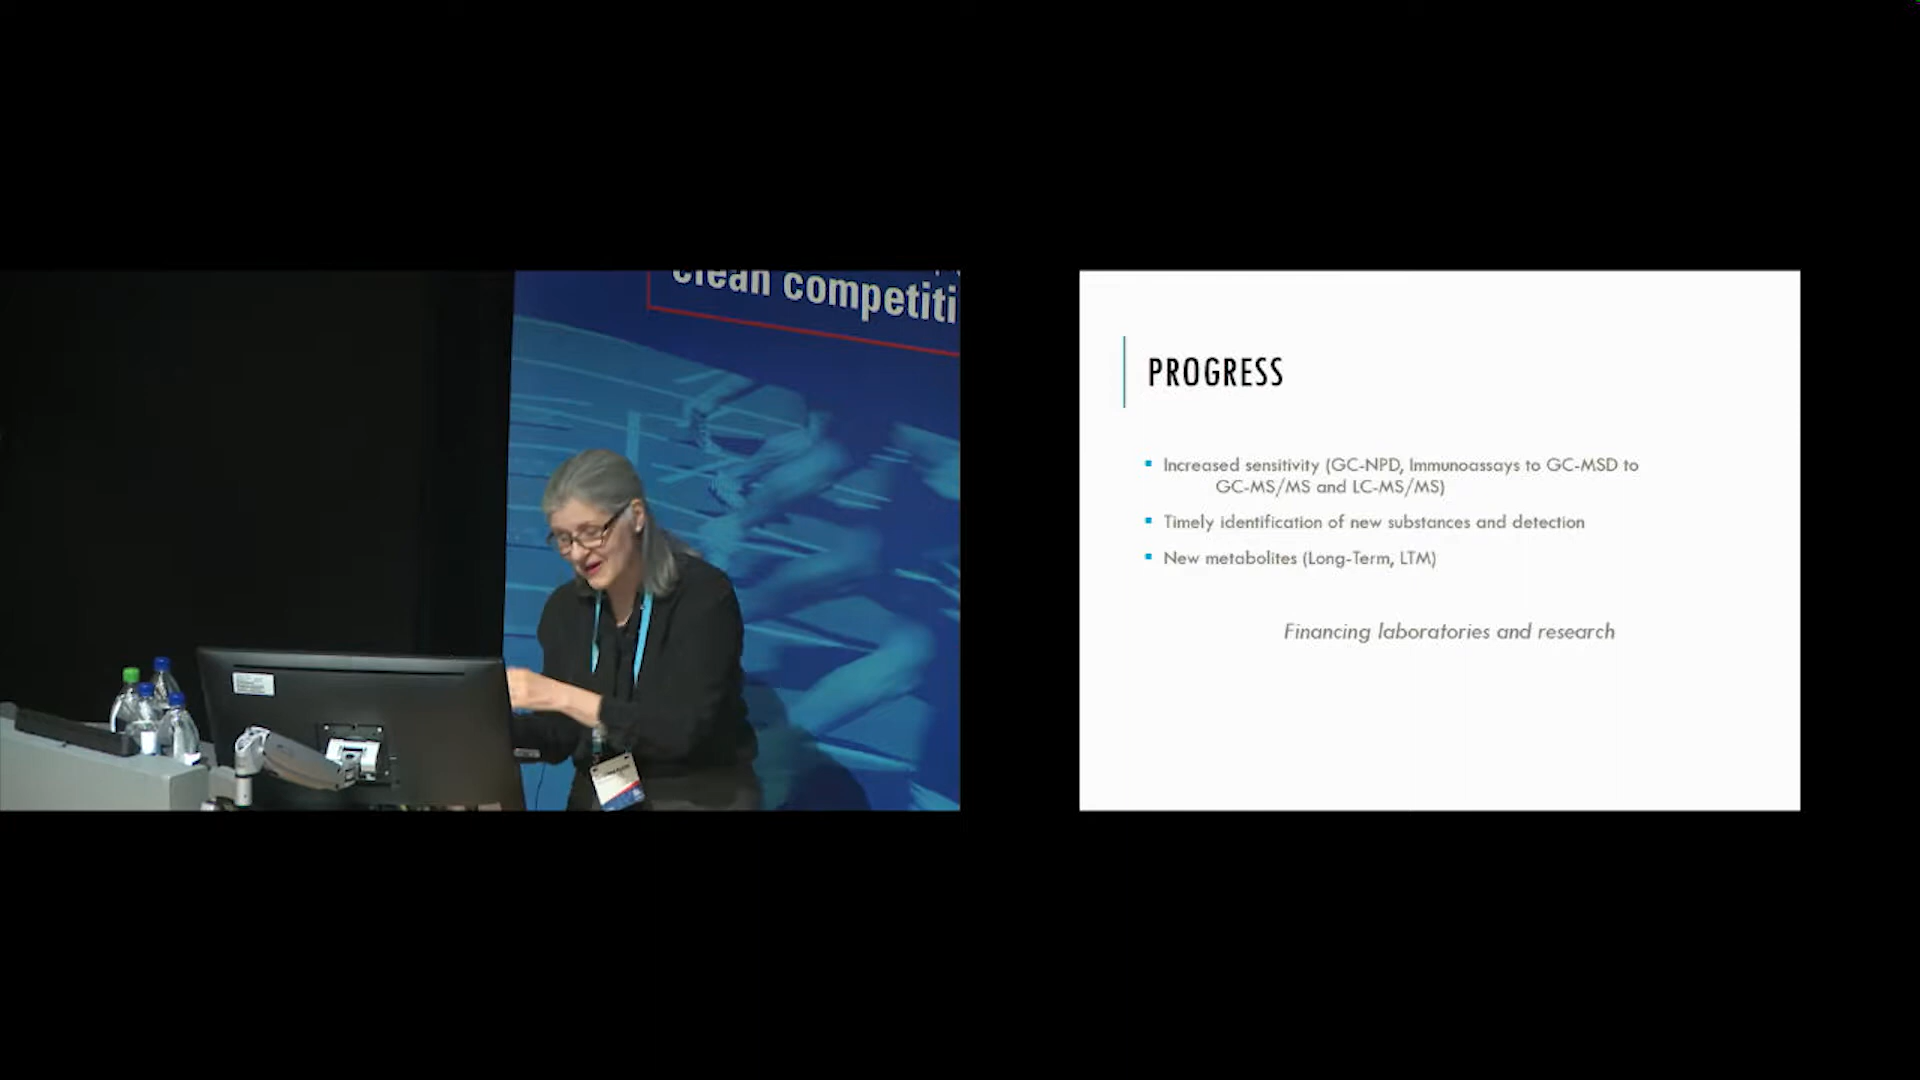 clean competiti
PROGRESS
▪ Increased sensitivity (GC-NPD, Immunoassays to GC-MSD to
GC-MS/MS and LC-MS/MS)
▪ Timely identification of new substances and detection
▪ New metabolites (Long-Term, LTM)
Financing laboratories and research